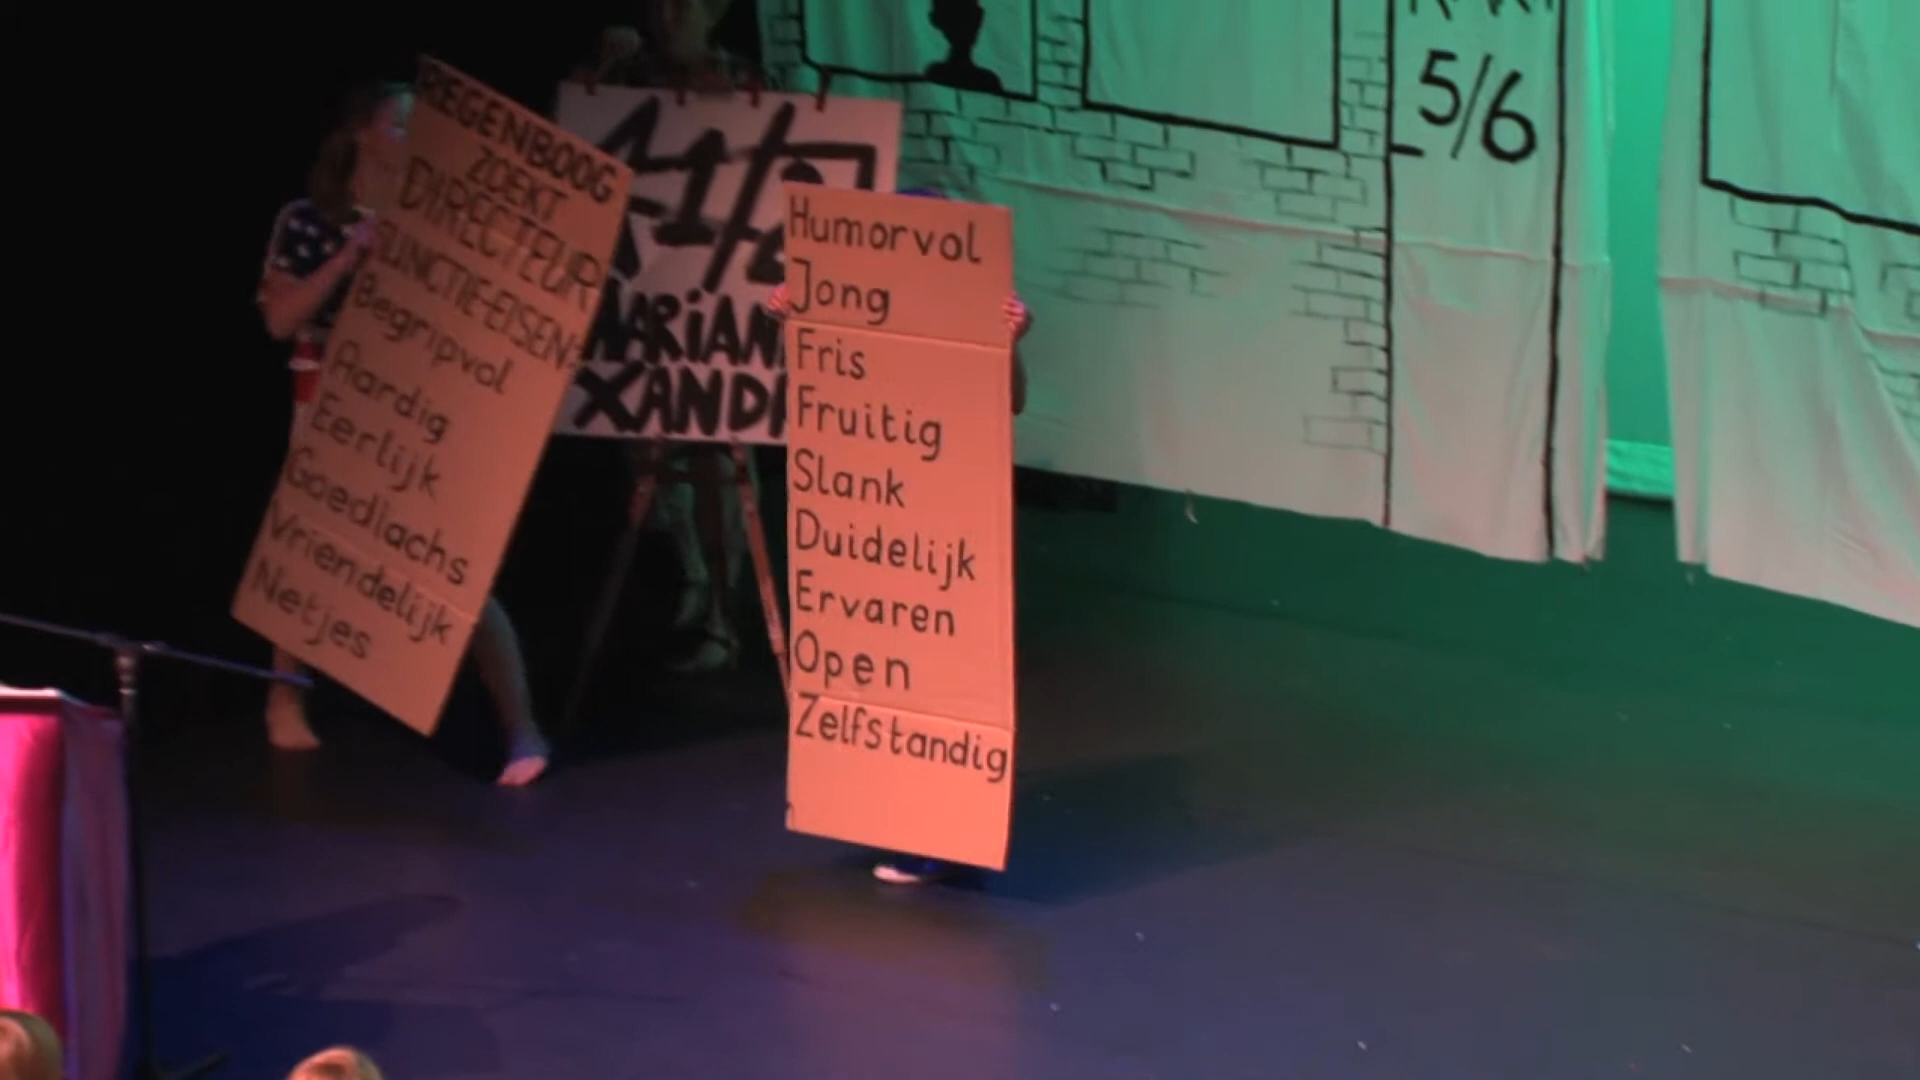 REGENBOOG
ZOEKT
DIRECTEUR
FUNCTIE-EISEN:
Begripvol
Aardig
Eerlijk
Goedlachs
Vriendelijk
Netjes
Humorvol
Jong
Fris
Fruitig
Slank
Duidelijk
Ervaren
Open
Zelfstandig
5/6